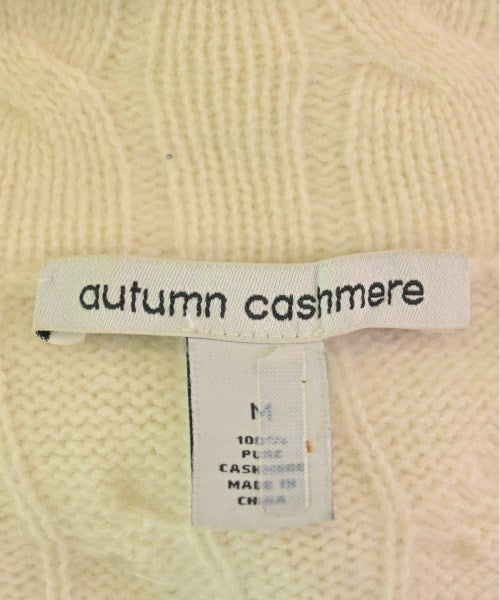 autumn cashmere
M
100%
PURE
CASHMERE
MADE IN
CHINA